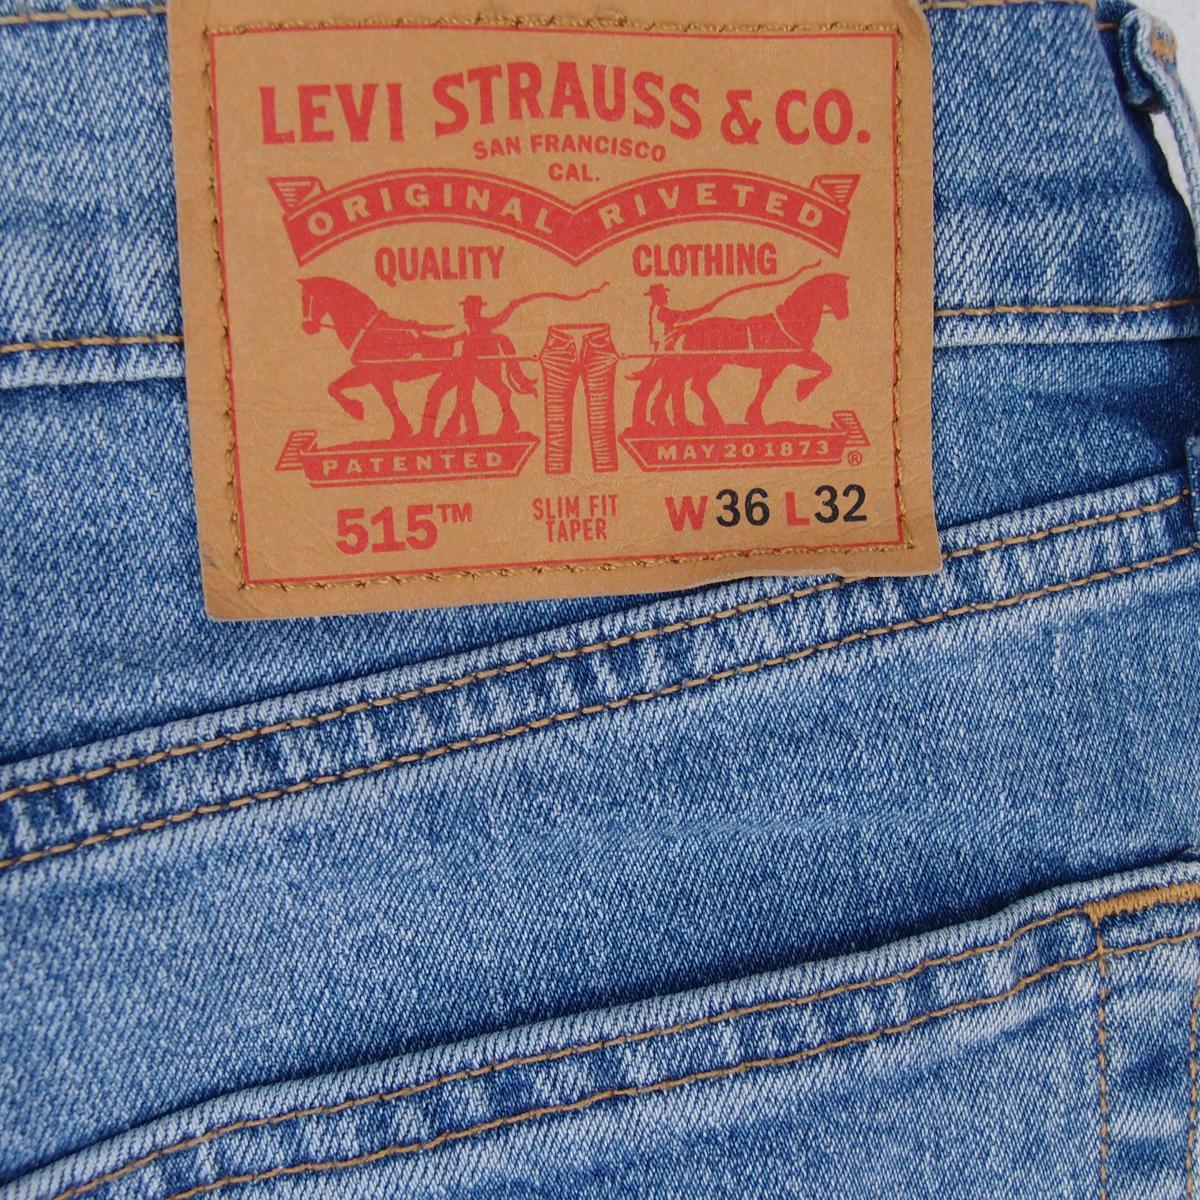 LEVI STRAUSS & CO.
SAN FRANCISCO
CAL.
ORIGINAL RIVETED
QUALITY CLOTHING
PATENTED MAY 20 1873 ®
515™ SLIM FIT TAPER W36 L32